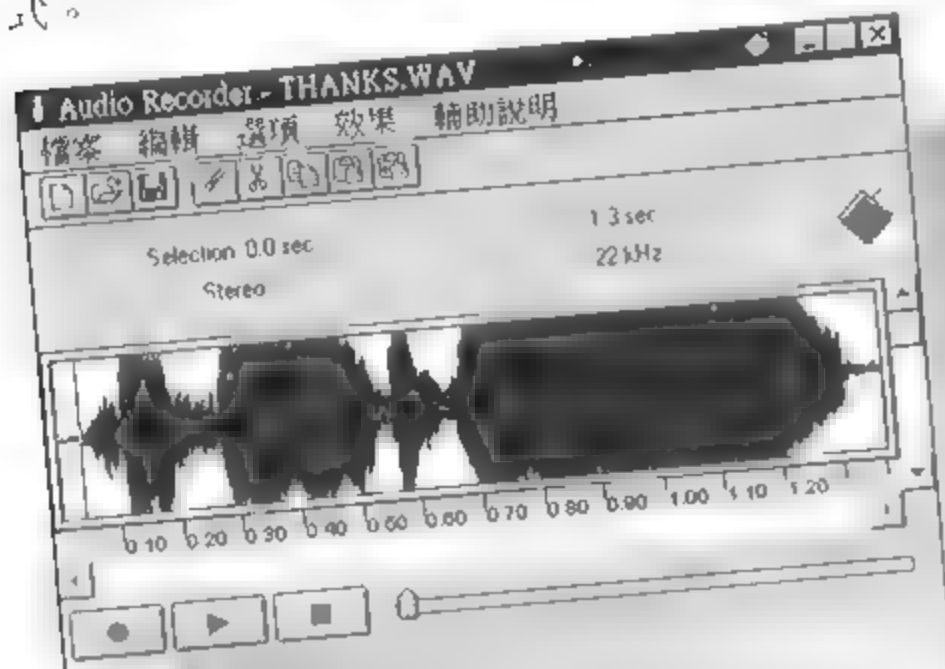 式。
Audio Recorder - THANKS.WAV
檔案 編輯 選項 效果 輔助說明
Selection 0.0 sec
1.3 sec
Stereo
22 kHz
0.10 0.20 0.30 0.40 0.50 0.60 0.70 0.80 0.90 1.00 1.10 1.20